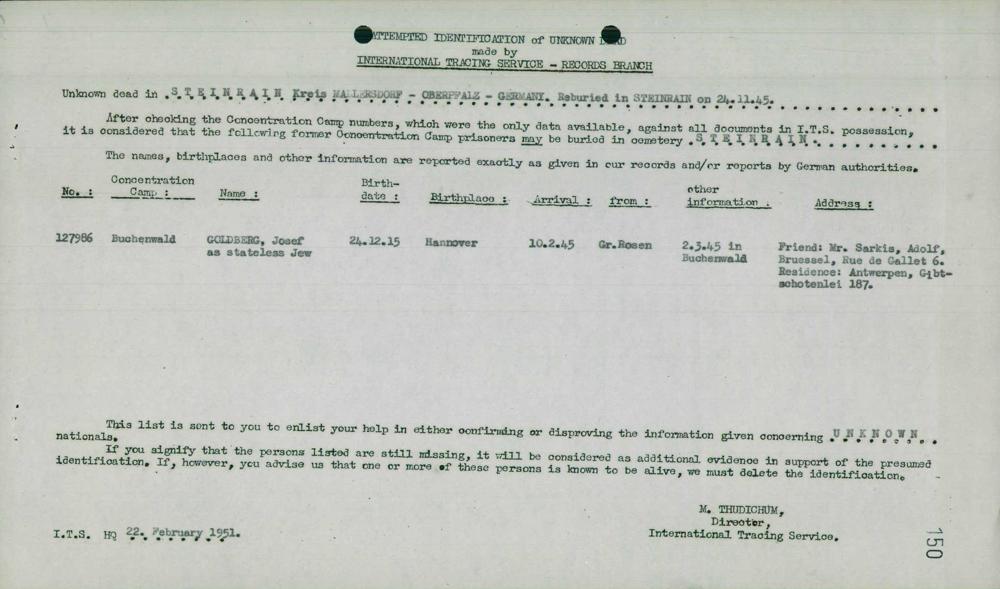 ATTEMPTED IDENTIFICATION of UNKNOWN DEAD
made by
INTERNATIONAL TRACING SERVICE - RECORDS BRANCH
Unknown dead in .S.T.E.I.N.R.A.I.N Kreis MALLERSDORF - OBERPFALZ - GERMANY. Reburied in STEINRAIN on 24.11.45.
After checking the Concentration Camp numbers, which were the only data available, against all documents in I.T.S. possession,
it is considered that the following former Concentration Camp prisoners may be buried in cemetery .S.T.E.I.N.R.A.I.N.
The names, birthplaces and other information are reported exactly as given in our records and/or reports by German authorities.
No. : Concentration Camp : Name : Birth-date : Birthplace : Arrival : from : other information : Address :
127986 Buchenwald GOLDBERG, Josef 24.12.15 Hannover 10.2.45 Gr.Rosen 2.3.45 in Friend: Mr. Sarkis, Adolf,
as stateless Jew Buchenwald Bruessel, Rue de Gallet 6.
Residence: Antwerpen, Gibt-
schotenlei 187.
This list is sent to you to enlist your help in either confirming or disproving the information given concerning .U.N.K.N.O.W.N. .
nationals.
If you signify that the persons listed are still missing, it will be considered as additional evidence in support of the presumed
identification. If, however, you advise us that one or more of these persons is known to be alive, we must delete the identification.
M. THUDICHUM,
Director,
International Tracing Service.
I.T.S. HQ 22. February 1951.
150